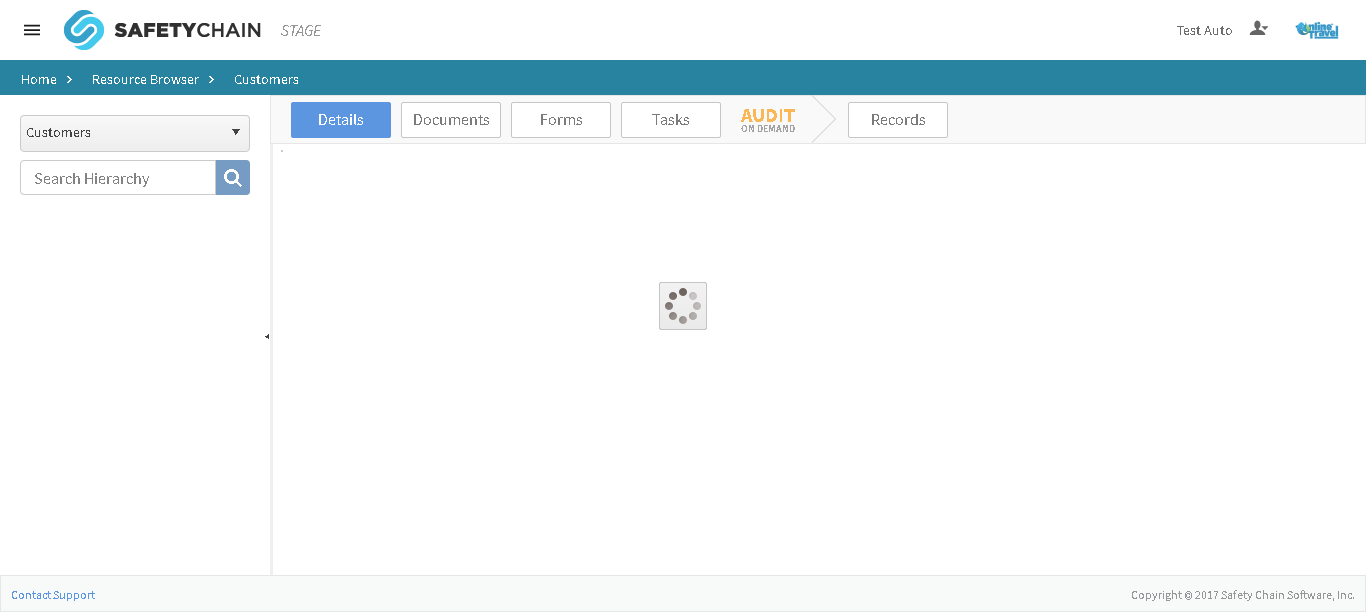 SAFETYCHAIN STAGE
Test Auto
Online Travel
Home > Resource Browser > Customers
Customers
Search Hierarchy
Details
Documents
Forms
Tasks
AUDIT
ON DEMAND
Records
Contact Support
Copyright © 2017 Safety Chain Software, Inc.